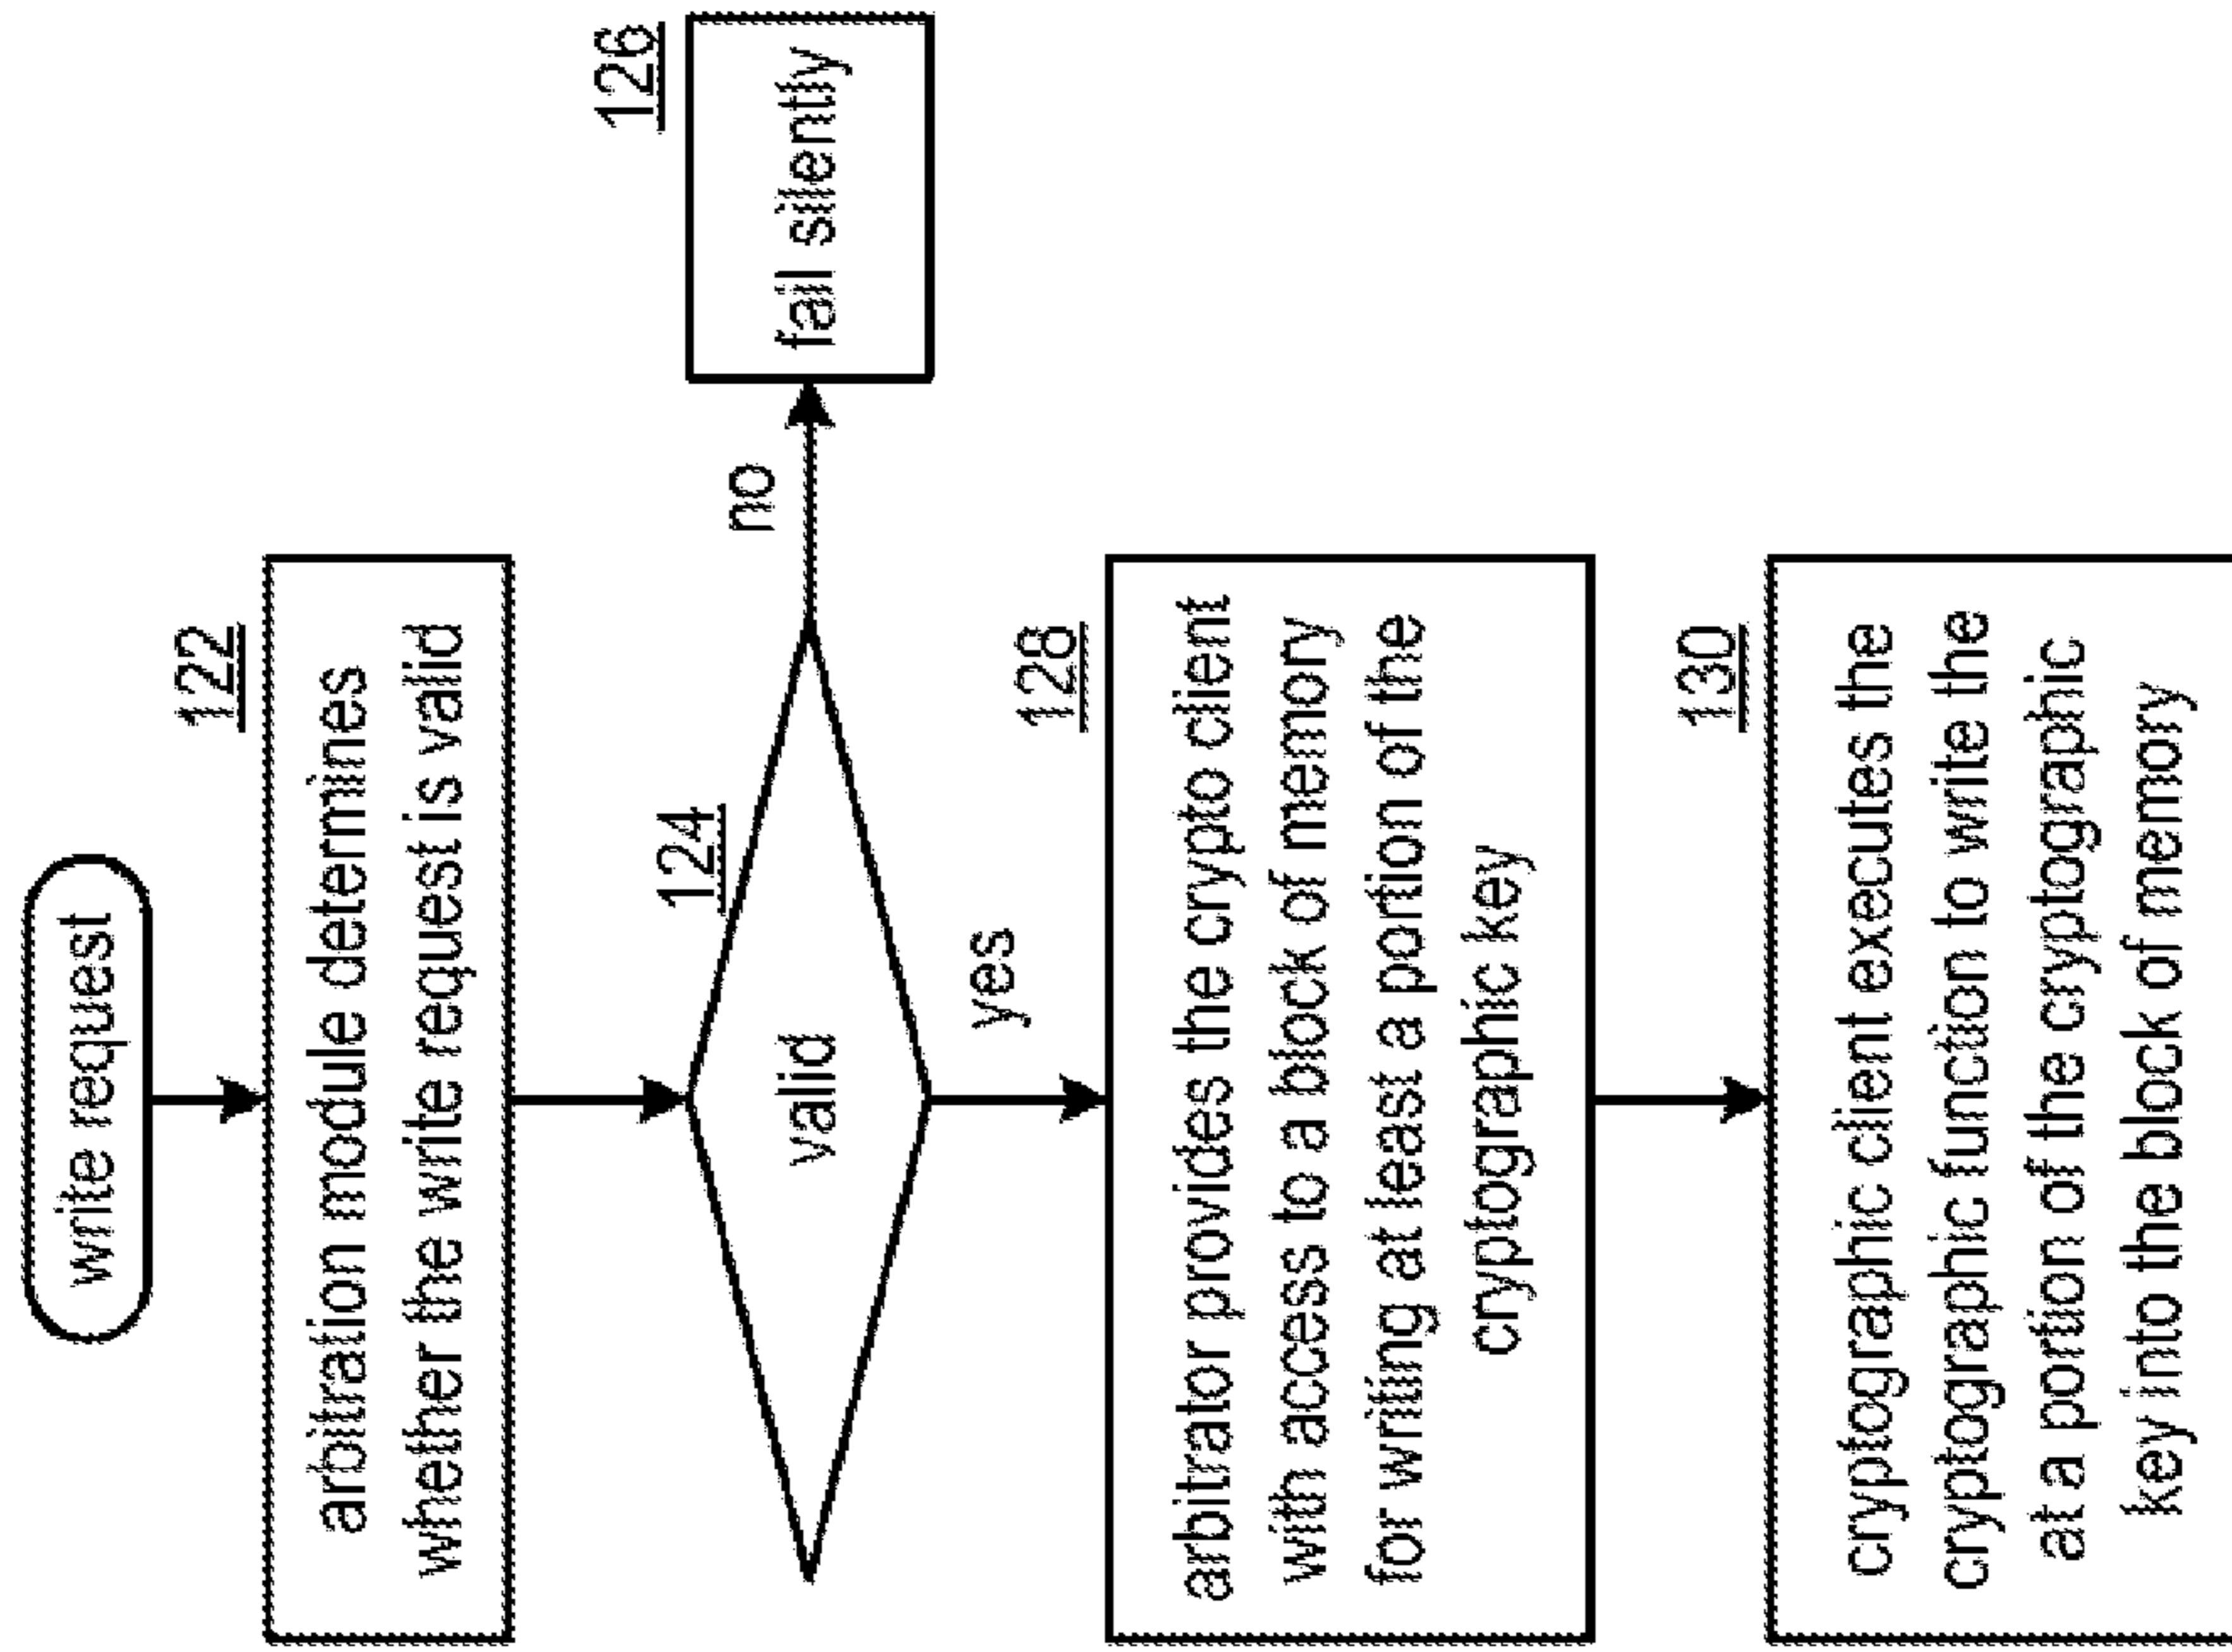 write request
122
arbitration module determines
whether the write request is valid
124
valid
no
126
fail silently
yes
128
arbitrator provides the crypto client
with access to a block of memory
for writing at least a portion of the
cryptographic key
130
cryptographic client executes the
cryptographic function to write the
at a portion of the cryptographic
key into the block of memory